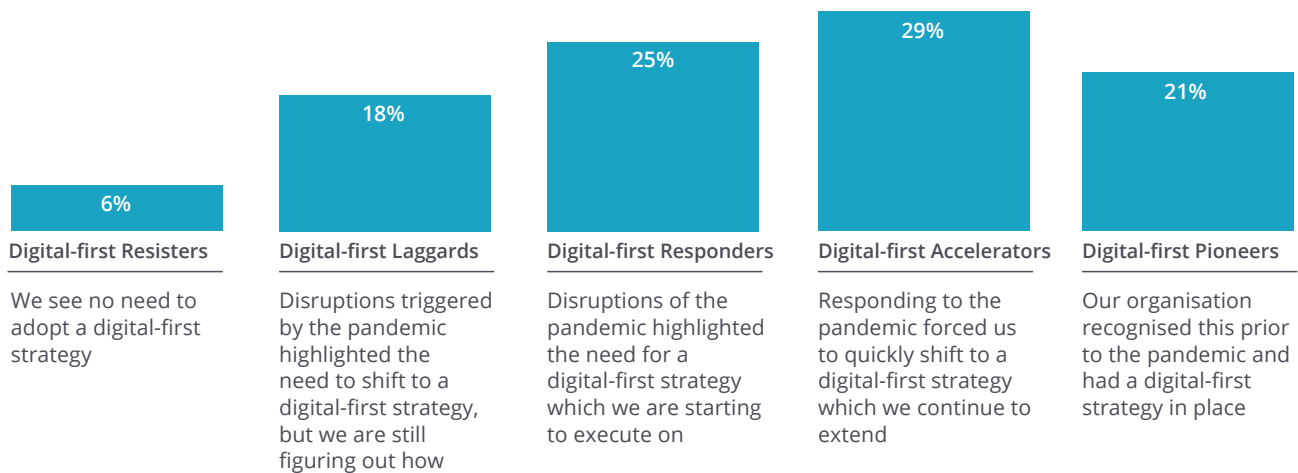 6%
Digital-first Resisters
We see no need to
adopt a digital-first
strategy
18%
Digital-first Laggards
Disruptions triggered
by the pandemic
highlighted the
need to shift to a
digital-first strategy,
but we are still
figuring out how
25%
Digital-first Responders
Disruptions of the
pandemic highlighted
the need for a
digital-first strategy
which we are starting
to execute on
29%
Digital-first Accelerators
Responding to the
pandemic forced us
to quickly shift to a
digital-first strategy
which we continue to
extend
21%
Digital-first Pioneers
Our organisation
recognised this prior
to the pandemic and
had a digital-first
strategy in place